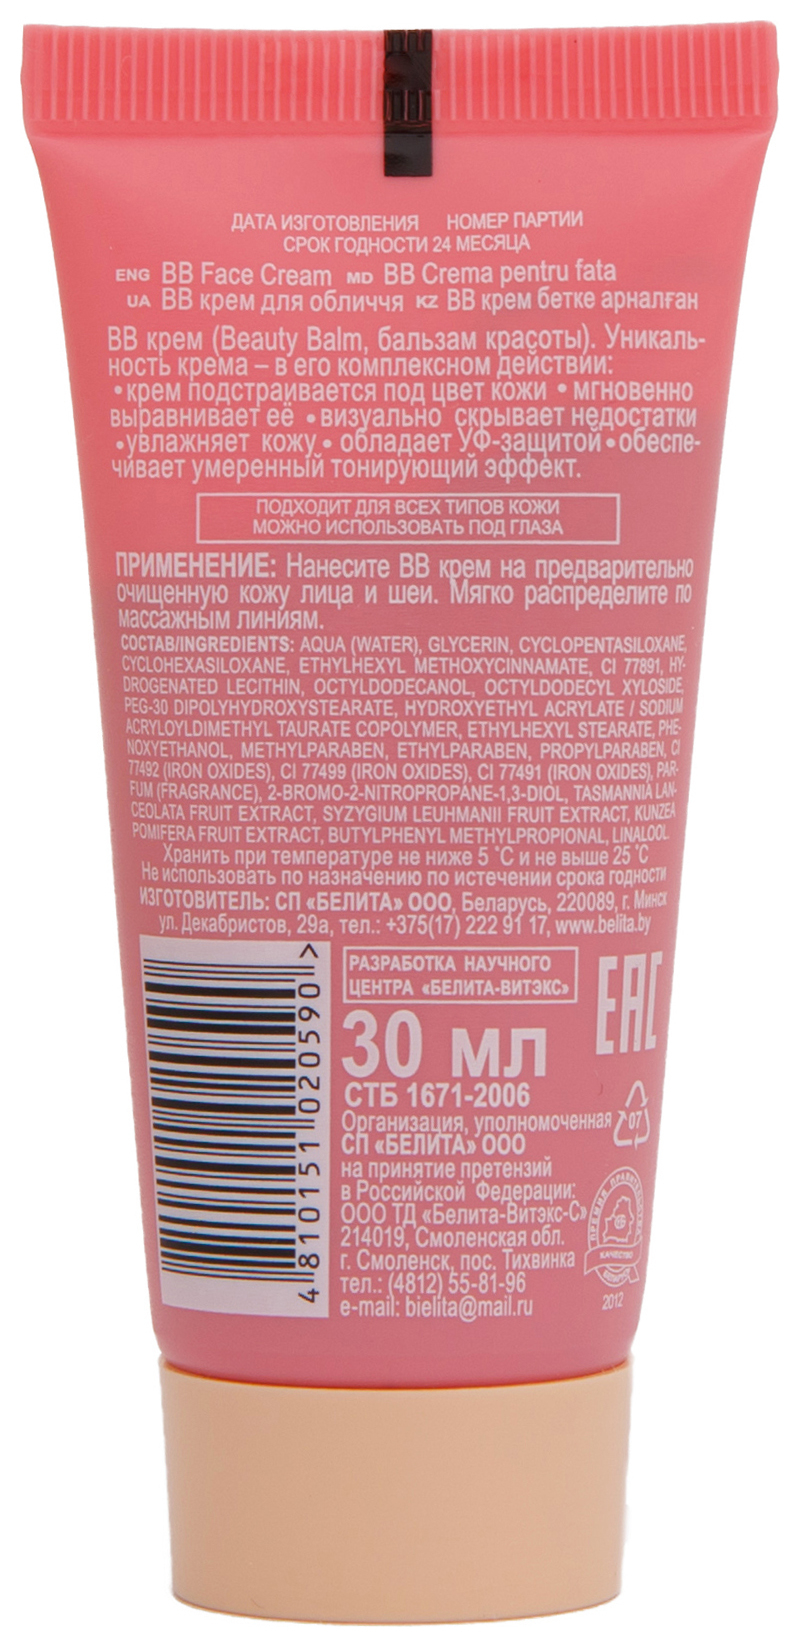 ДАТА ИЗГОТОВЛЕНИЯ НОМЕР ПАРТИИ
СРОК ГОДНОСТИ 24 МЕСЯЦА
ENG BB Face Cream MD BB Crema pentru fata
UA BB крем для обличчя KZ BB крем бетке арналған
BB крем (Beauty Balm, бальзам красоты). Уникаль-
ность крема – в его комплексном действии:
• крем подстраивается под цвет кожи • мгновенно
выравнивает её • визуально скрывает недостатки
• увлажняет кожу • обладает УФ-защитой • обеспе-
чивает умеренный тонирующий эффект.
ПОДХОДИТ ДЛЯ ВСЕХ ТИПОВ КОЖИ
МОЖНО ИСПОЛЬЗОВАТЬ ПОД ГЛАЗА
ПРИМЕНЕНИЕ: Нанесите BB крем на предварительно
очищенную кожу лица и шеи. Мягко распределите по
массажным линиям.
СОСТАВ/INGREDIENTS: AQUA (WATER), GLYCERIN, CYCLOPENTASILOXANE,
CYCLOHEXASILOXANE, ETHYLHEXYL METHOXYCINNAMATE, CI 77891, HY-
DROGENATED LECITHIN, OCTYLDODECANOL, OCTYLDODECYL XYLOSIDE,
PEG-30 DIPOLYHYDROXYSTEARATE, HYDROXYETHYL ACRYLATE / SODIUM
ACRYLOYLDIMETHYL TAURATE COPOLYMER, ETHYLHEXYL STEARATE, PHE-
NOXYETHANOL, METHYLPARABEN, ETHYLPARABEN, PROPYLPARABEN, CI
77492 (IRON OXIDES), CI 77499 (IRON OXIDES), CI 77491 (IRON OXIDES), PAR-
FUM (FRAGRANCE), 2-BROMO-2-NITROPROPANE-1,3-DIOL, TASMANNIA LAN-
CEOLATA FRUIT EXTRACT, SYZYGIUM LEUHMANII FRUIT EXTRACT, KUNZEA
POMIFERA FRUIT EXTRACT, BUTYLPHENYL METHYLPROPIONAL, LINALOOL.
Хранить при температуре не ниже 5 °С и не выше 25 °С
Не использовать по назначению по истечении срока годности
ИЗГОТОВИТЕЛЬ: СП «БЕЛИТА» ООО, Беларусь, 220089, г. Минск
ул. Декабристов, 29а, тел.: +375(17) 222 91 17, www.belita.by
4 810151 020590 >
РАЗРАБОТКА НАУЧНОГО
ЦЕНТРА «БЕЛИТА-ВИТЭКС»
EAC
30 мл
СТБ 1671-2006
Организация, уполномоченная
СП «БЕЛИТА» ООО
на принятие претензий
в Российской Федерации:
ООО ТД «Белита-Витэкс-С»
214019, Смоленская обл.
г. Смоленск, пос. Тихвинка
тел.: (4812) 55-81-96
e-mail: bielita@mail.ru
07
ПРЕМИЯ ПРАВИТЕЛЬСТВА
КАЧЕСТВО
2012